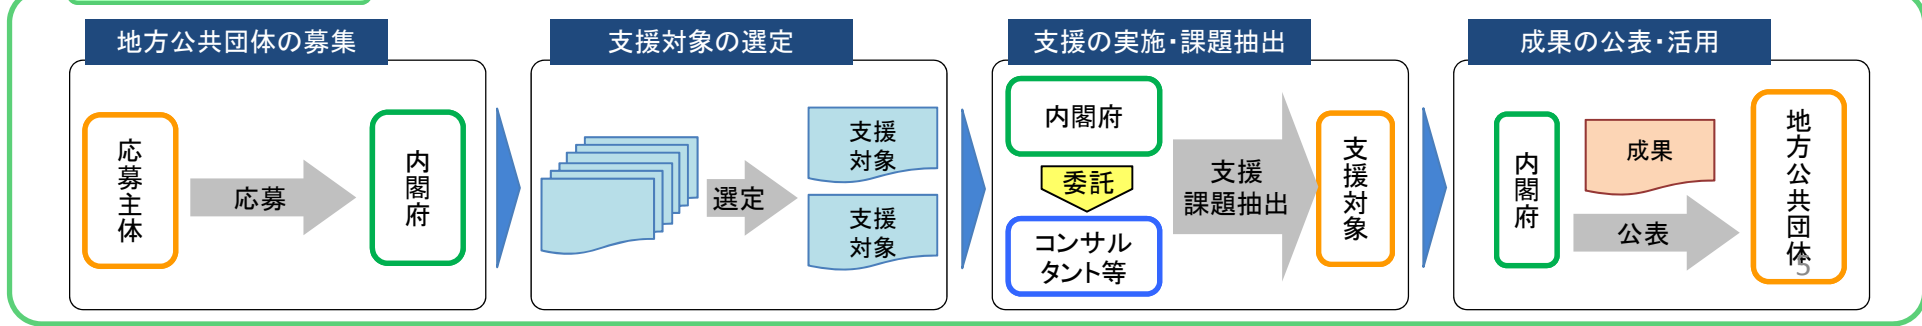 地方公共団体の募集
応募主体
応募
内閣府
支援対象の選定
選定
支援
対象
支援
対象
支援の実施・課題抽出
内閣府
委託
コンサル
タント等
支援
課題抽出
支援対象
成果の公表・活用
内閣府
成果
公表
地方公共団体
5